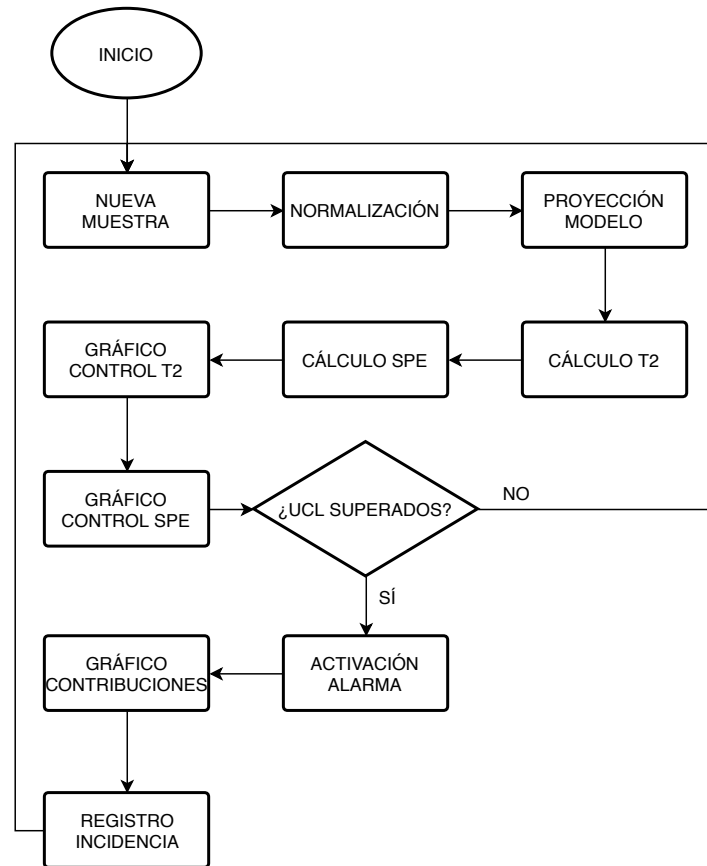 INICIO
NUEVA
MUESTRA
NORMALIZACIÓN
PROYECCIÓN
MODELO
GRÁFICO
CONTROL T2
CÁLCULO SPE
CÁLCULO T2
GRÁFICO
CONTROL SPE
¿UCL SUPERADOS?
NO
SÍ
GRÁFICO
CONTRIBUCIONES
ACTIVACIÓN
ALARMA
REGISTRO
INCIDENCIA